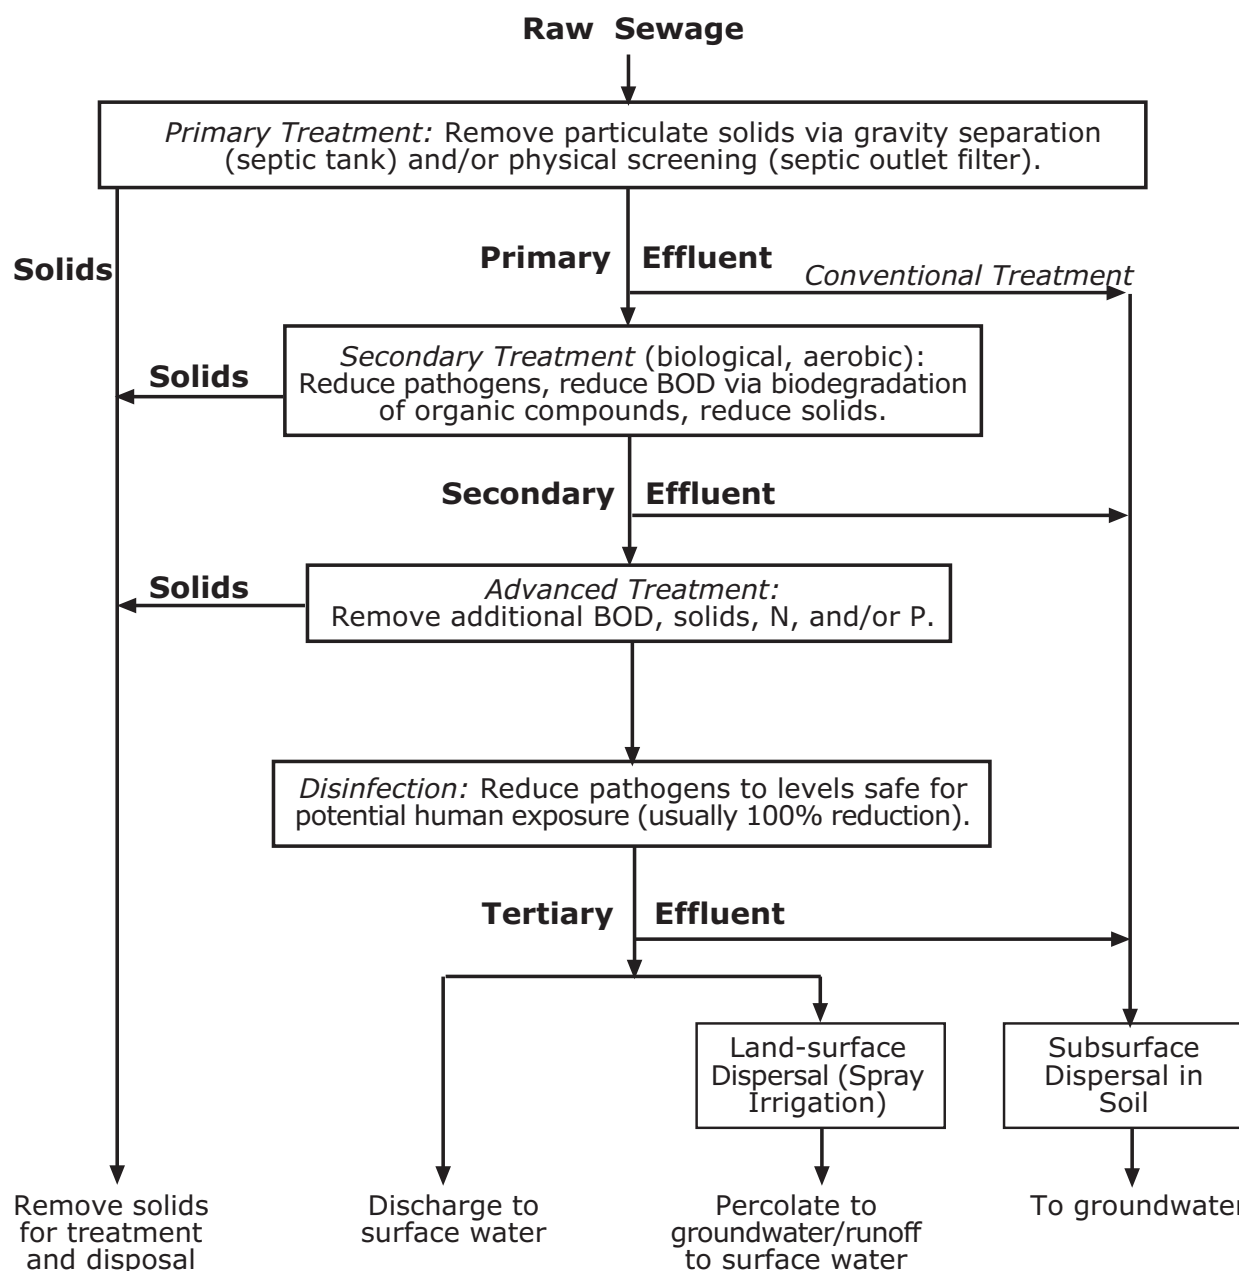 Raw Sewage
Primary Treatment: Remove particulate solids via gravity separation
(septic tank) and/or physical screening (septic outlet filter).
Solids
Primary Effluent
Conventional Treatment
Secondary Treatment (biological, aerobic):
Reduce pathogens, reduce BOD via biodegradation
of organic compounds, reduce solids.
Solids
Secondary Effluent
Solids
Advanced Treatment:
Remove additional BOD, solids, N, and/or P.
Disinfection: Reduce pathogens to levels safe for
potential human exposure (usually 100% reduction).
Tertiary Effluent
Land-surface
Dispersal (Spray
Irrigation)
Subsurface
Dispersal in
Soil
Remove solids
for treatment
and disposal
Discharge to
surface water
Percolate to
groundwater/runoff
to surface water
To groundwater